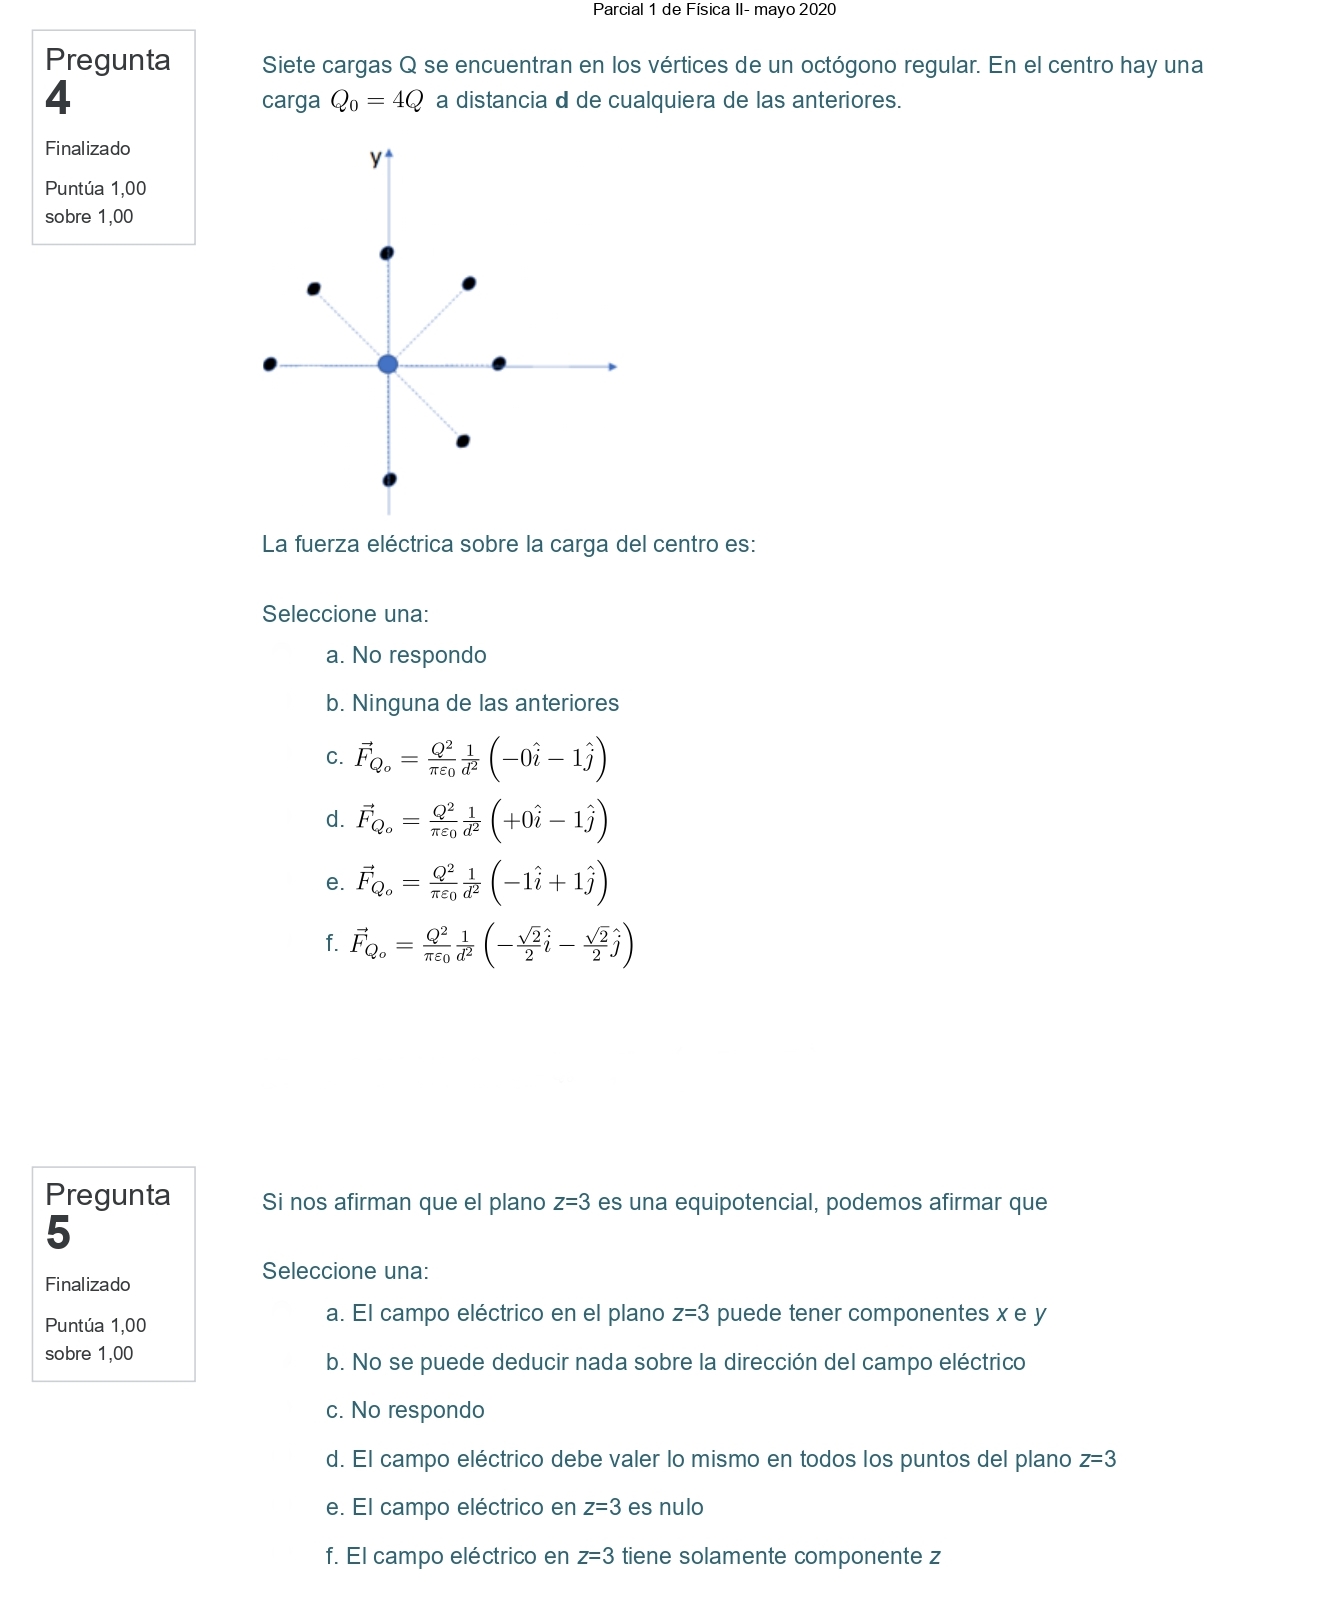 Parcial 1 de Física II- mayo 2020
Pregunta
4
Finalizado
Puntúa 1,00
sobre 1,00
Siete cargas Q se encuentran en los vértices de un octógono regular. En el centro hay una
carga $Q_0 = 4Q$ a distancia d de cualquiera de las anteriores.
y
La fuerza eléctrica sobre la carga del centro es:
Seleccione una:
a. No respondo
b. Ninguna de las anteriores
c. $\vec{F}_{Q_o} = \frac{Q^2}{\pi\varepsilon_0}\frac{1}{d^2}\left(-0\hat{i} - 1\hat{j}\right)$
d. $\vec{F}_{Q_o} = \frac{Q^2}{\pi\varepsilon_0}\frac{1}{d^2}\left(+0\hat{i} - 1\hat{j}\right)$
e. $\vec{F}_{Q_o} = \frac{Q^2}{\pi\varepsilon_0}\frac{1}{d^2}\left(-1\hat{i} + 1\hat{j}\right)$
f. $\vec{F}_{Q_o} = \frac{Q^2}{\pi\varepsilon_0}\frac{1}{d^2}\left(-\frac{\sqrt{2}}{2}\hat{i} - \frac{\sqrt{2}}{2}\hat{j}\right)$
Pregunta
5
Finalizado
Puntúa 1,00
sobre 1,00
Si nos afirman que el plano z=3 es una equipotencial, podemos afirmar que
Seleccione una:
a. El campo eléctrico en el plano z=3 puede tener componentes x e y
b. No se puede deducir nada sobre la dirección del campo eléctrico
c. No respondo
d. El campo eléctrico debe valer lo mismo en todos los puntos del plano z=3
e. El campo eléctrico en z=3 es nulo
f. El campo eléctrico en z=3 tiene solamente componente z